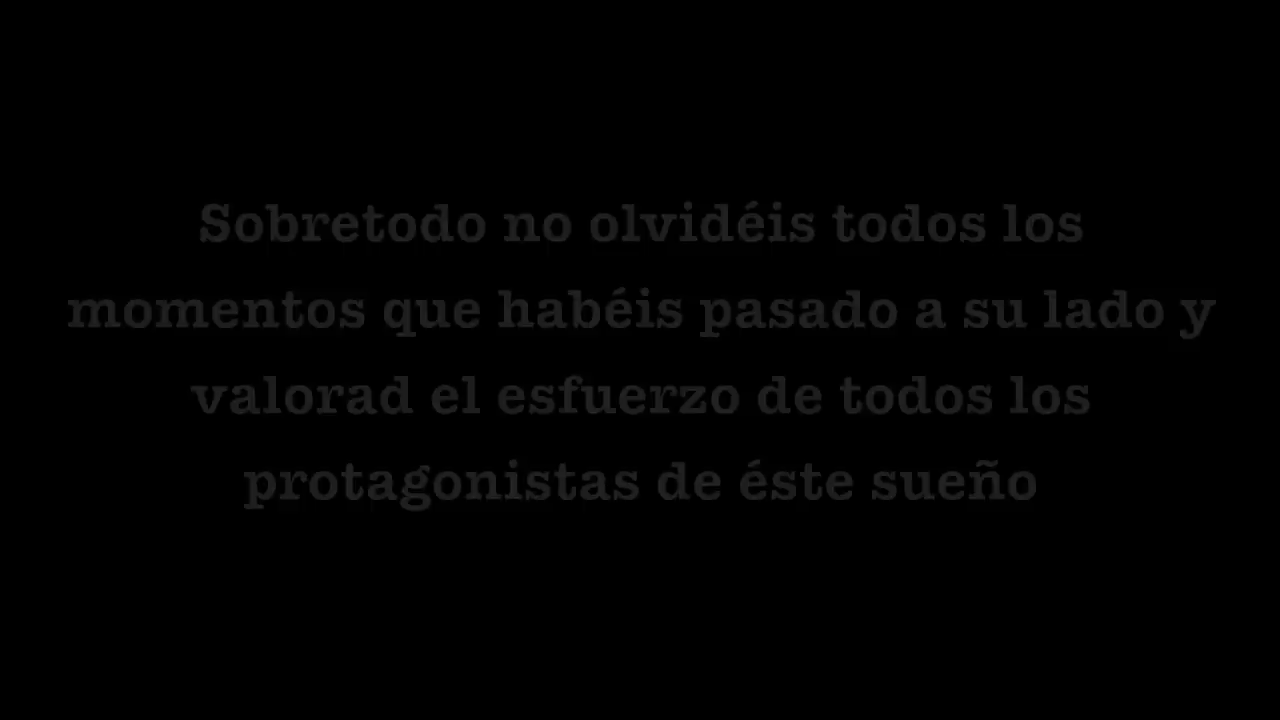 Sobretodo no olvidéis todos los
momentos que habéis pasado a su lado y
valorad el esfuerzo de todos los
protagonistas de éste sueño